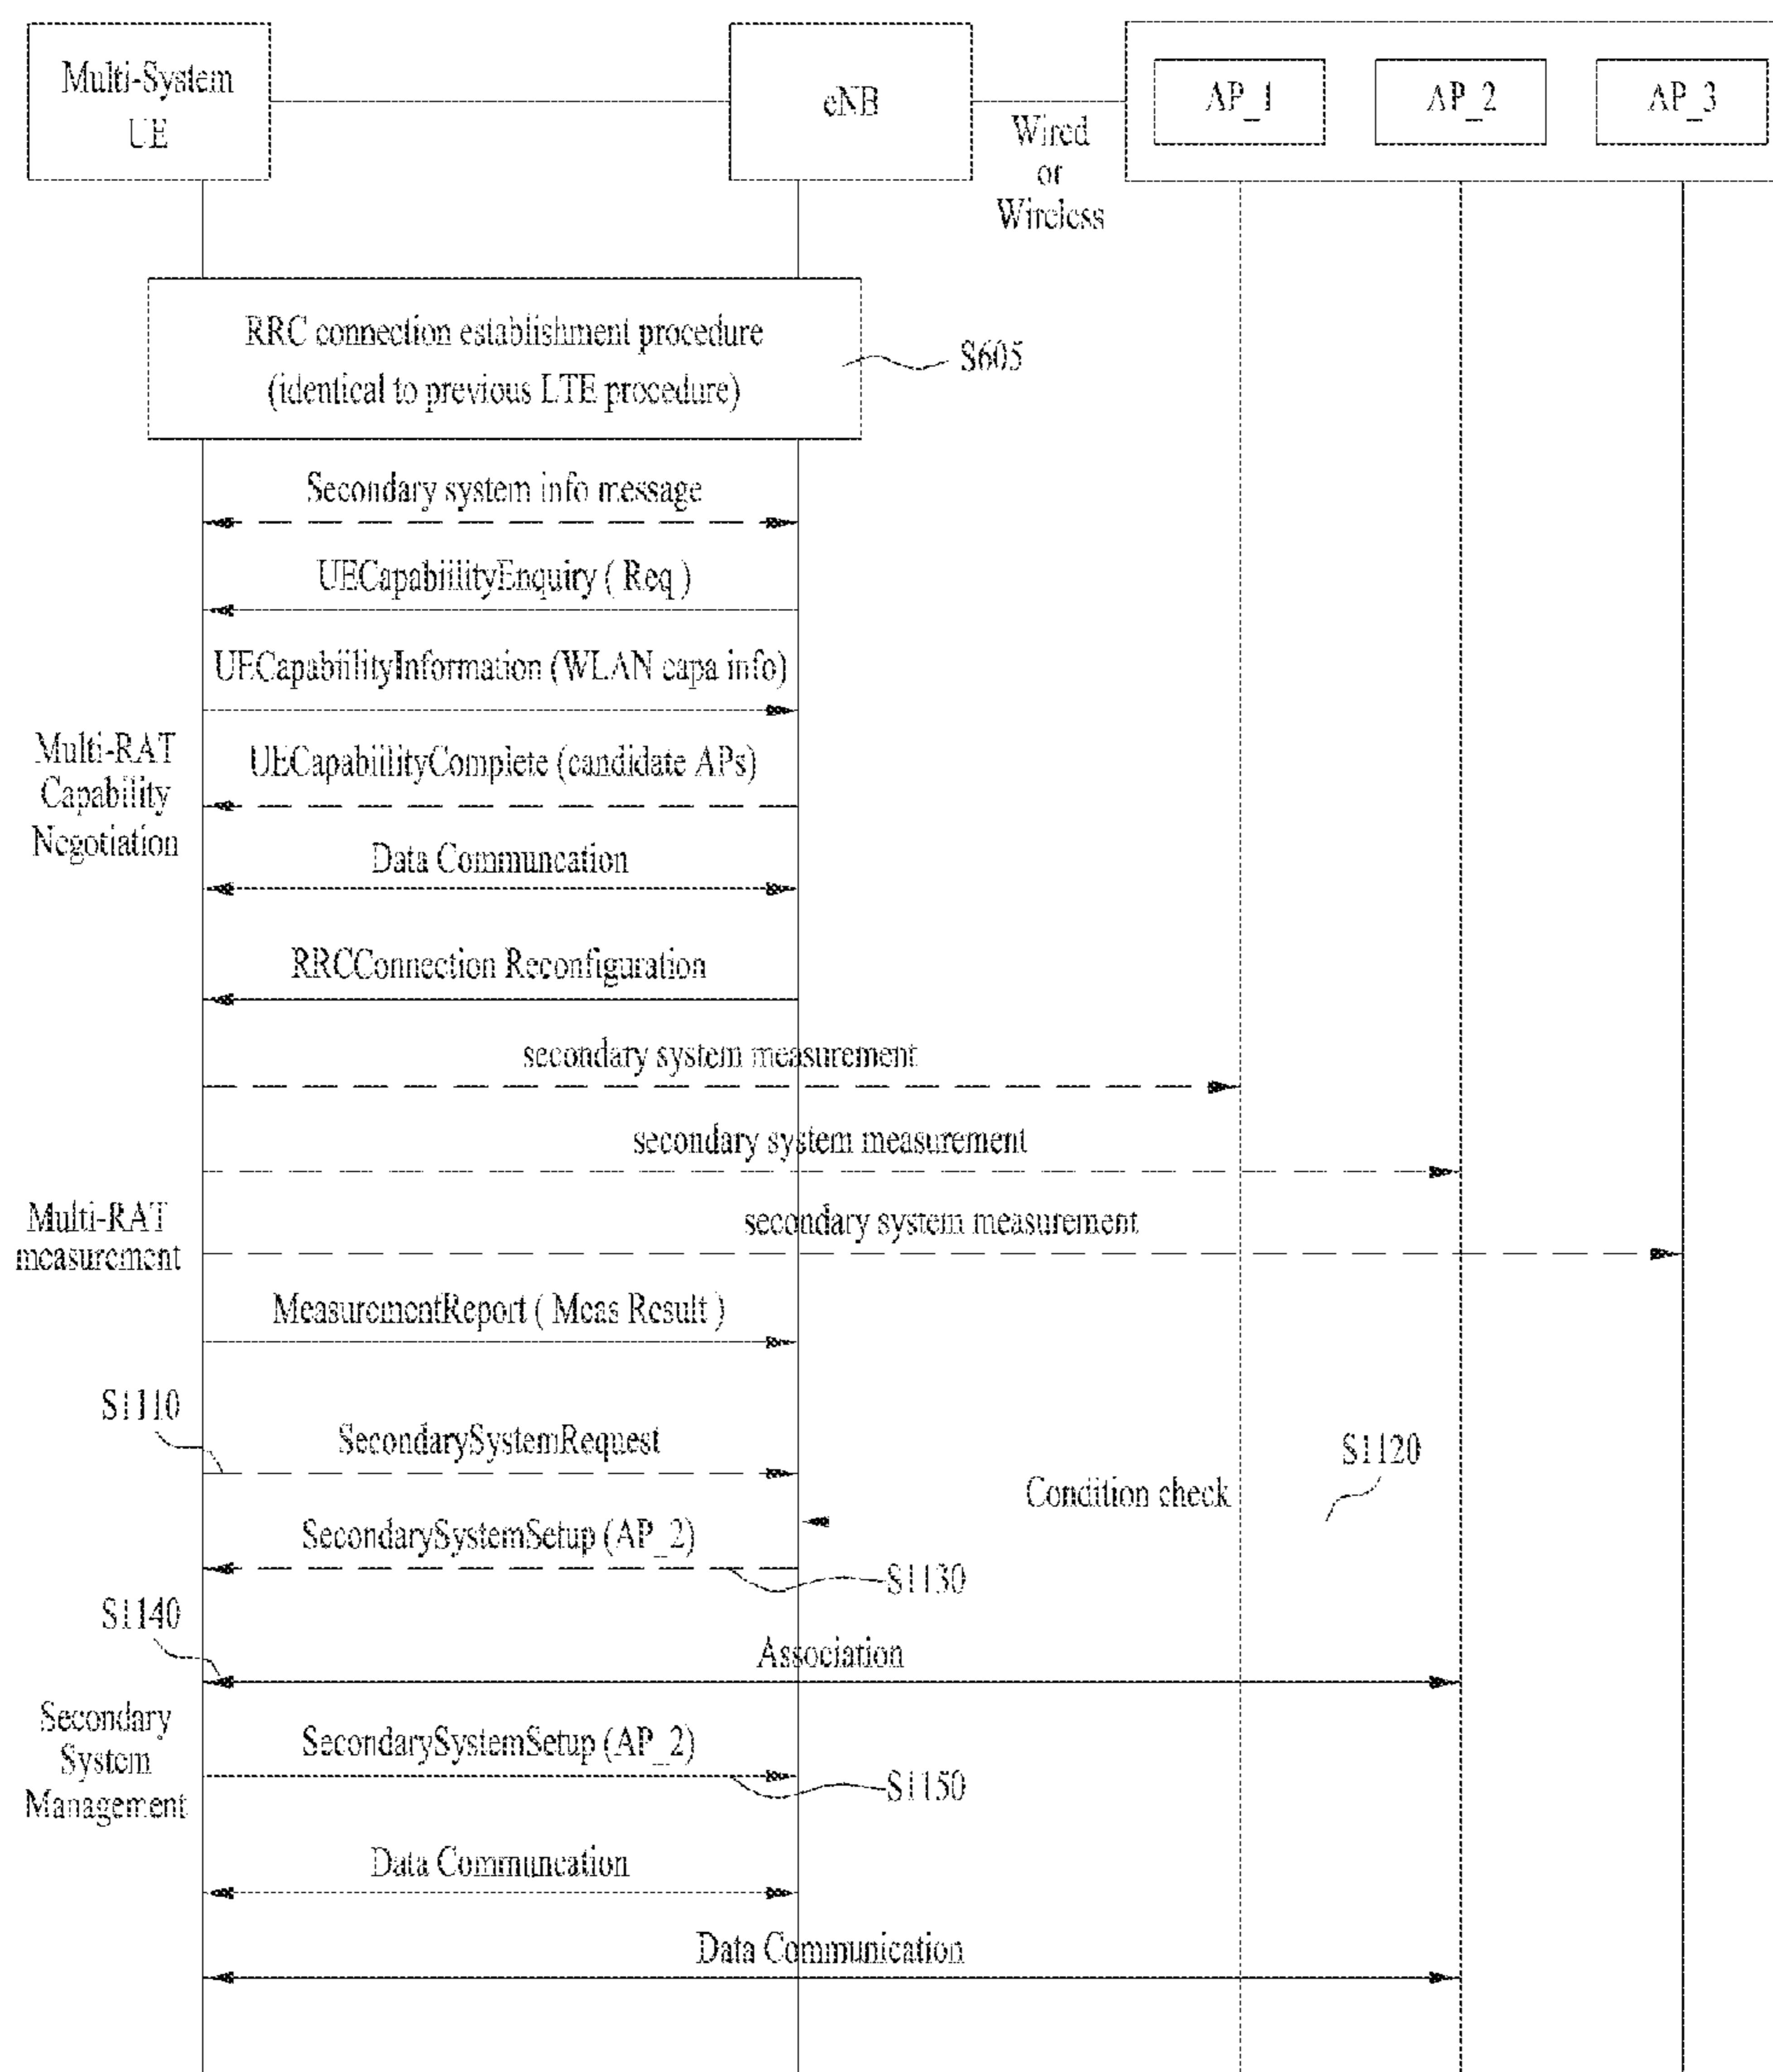 Multi-System
UE
eNB
Wired
or
Wireless
AP_1
AP_2
AP_3
RRC connection establishment procedure
(identical to previous LTE procedure)
S605
Secondary system info message
UECapabiilityEnquiry ( Req )
UECapabiilityInformation (WLAN capa info)
Multi-RAT
Capability
Negotiation
UECapabiilityComplete (candidate APs)
Data Communcation
RRCConnection Reconfiguration
secondary system measurement
secondary system measurement
Multi-RAT
measurement
secondary system measurement
MeasurementReport ( Meas Result )
S1110
SecondarySystemRequest
Condition check
S1120
SecondarySystemSetup (AP_2)
S1130
S1140
Association
Secondary
System
Management
SecondarySystemSetup (AP_2)
S1150
Data Communcation
Data Communication